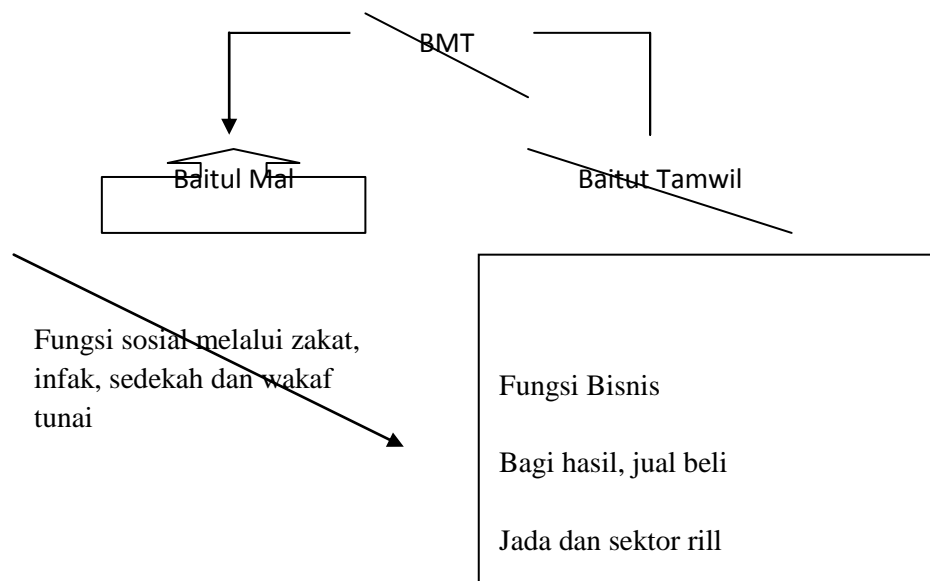 BMT
Baitul Mal
Baitut Tamwil
Fungsi sosial melalui zakat,
infak, sedekah dan wakaf
tunai
Fungsi Bisnis
Bagi hasil, jual beli
Jada dan sektor rill